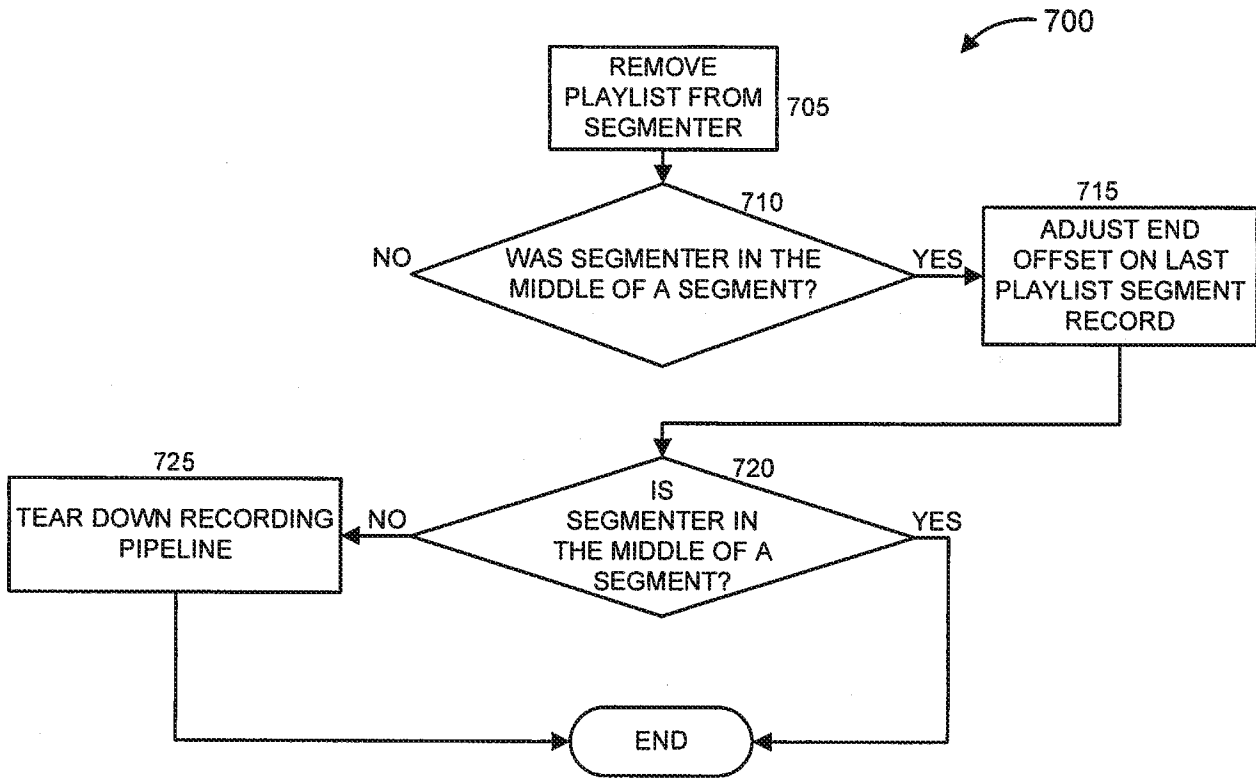 700
REMOVE
PLAYLIST FROM
SEGMENTER
705
710
NO
WAS SEGMENTER IN THE
MIDDLE OF A SEGMENT?
YES
715
ADJUST END
OFFSET ON LAST
PLAYLIST SEGMENT
RECORD
720
IS
SEGMENTER IN
THE MIDDLE OF A
SEGMENT?
NO
YES
725
TEAR DOWN RECORDING
PIPELINE
END